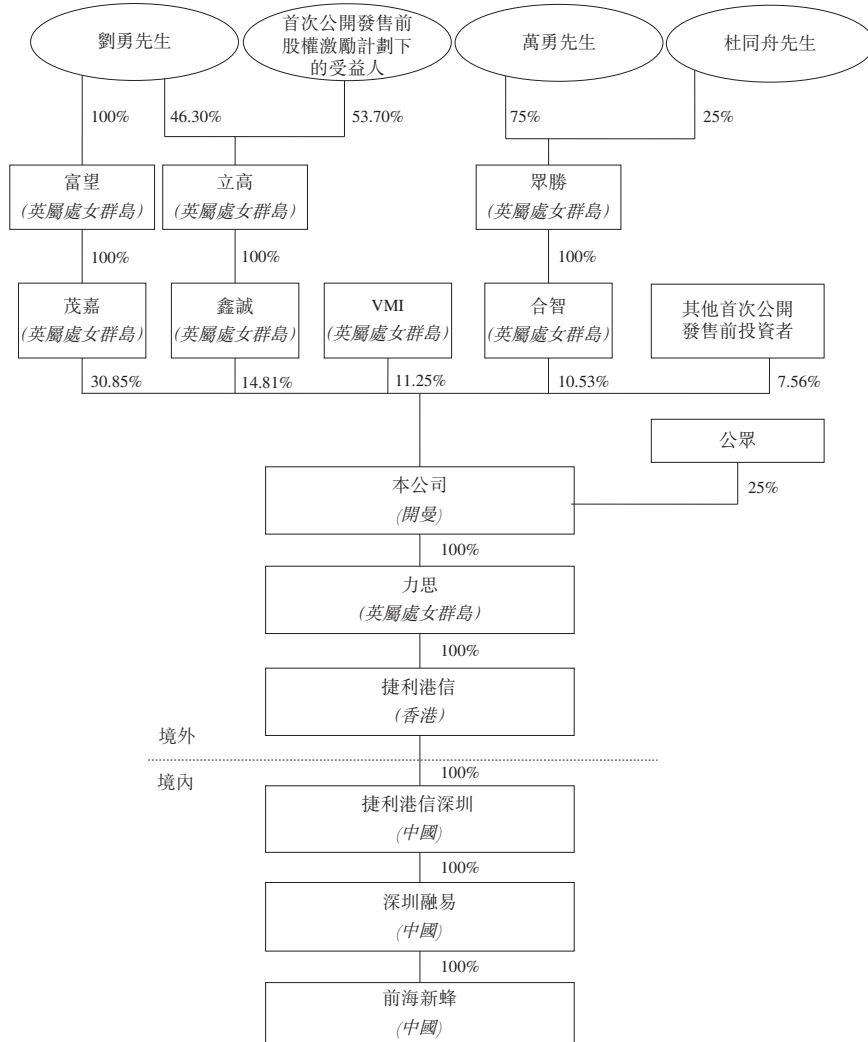 劉勇先生
首次公開發售前
股權激勵計劃下
的受益人
萬勇先生
杜同舟先生
100%
46.30%
53.70%
75%
25%
富望
(英屬處女群島)
立高
(英屬處女群島)
眾勝
(英屬處女群島)
100%
100%
100%
茂嘉
(英屬處女群島)
鑫誠
(英屬處女群島)
VMI
(英屬處女群島)
合智
(英屬處女群島)
其他首次公開
發售前投資者
30.85%
14.81%
11.25%
10.53%
7.56%
公眾
25%
本公司
(開曼)
100%
力思
(英屬處女群島)
100%
捷利港信
(香港)
境外
境內
100%
捷利港信深圳
(中國)
100%
深圳融易
(中國)
100%
前海新蜂
(中國)